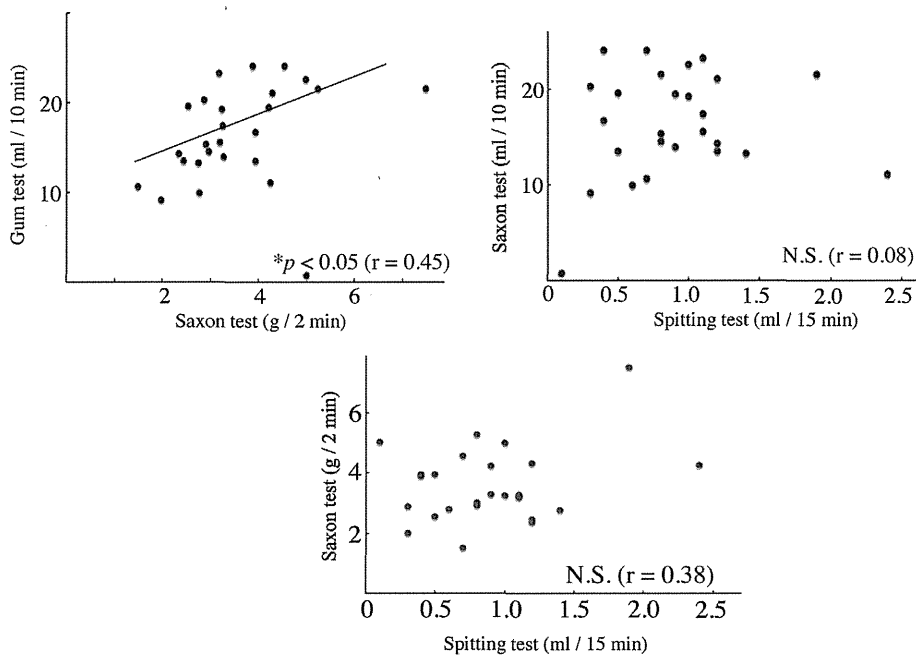 Gum test (ml / 10 min)
20
10
*p < 0.05 (r = 0.45)
2
4
6
Saxon test (g / 2 min)
Saxon test (ml / 10 min)
20
10
N.S. (r = 0.08)
0
0.5
1.0
1.5
2.0
2.5
Spitting test (ml / 15 min)
Saxon test (g / 2 min)
6
4
2
N.S. (r = 0.38)
0
0.5
1.0
1.5
2.0
2.5
Spitting test (ml / 15 min)